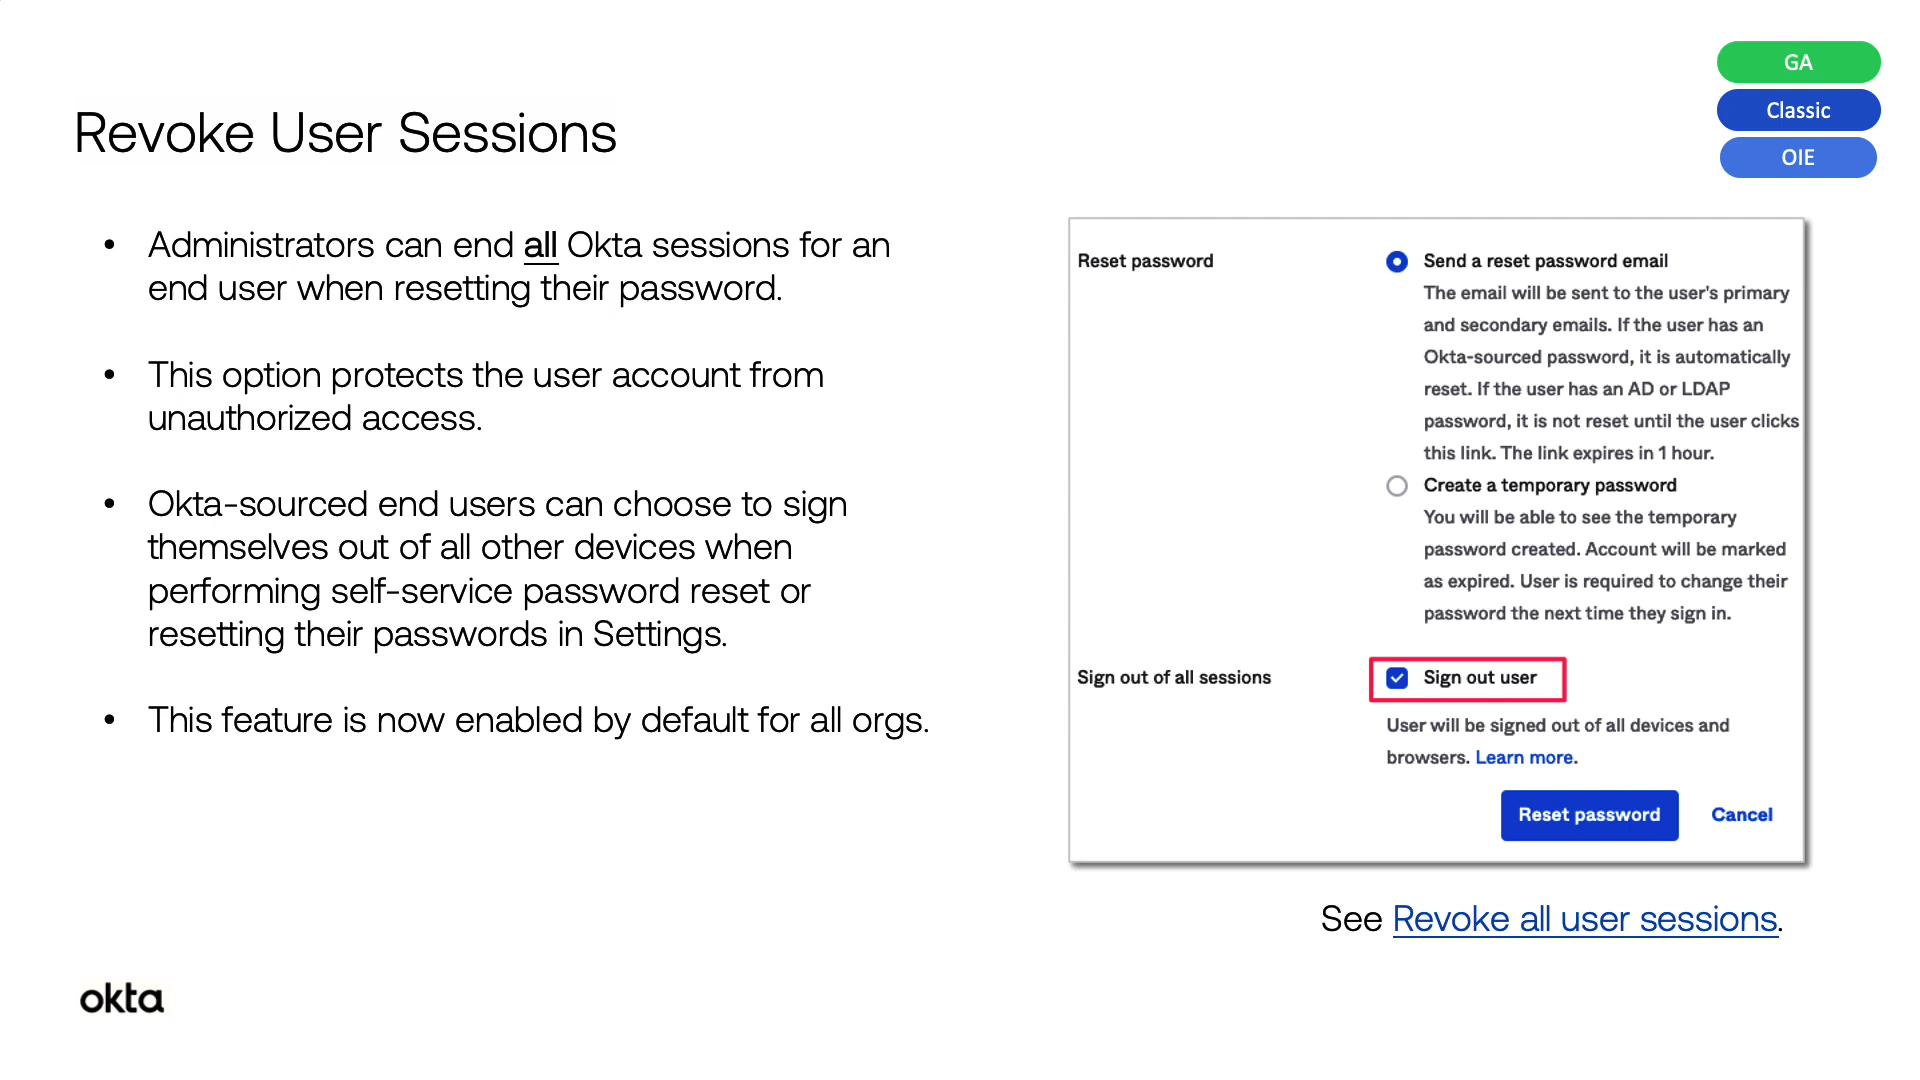 GA
Classic
OIE
Revoke User Sessions
• Administrators can end all Okta sessions for an
end user when resetting their password.
• This option protects the user account from
unauthorized access.
• Okta-sourced end users can choose to sign
themselves out of all other devices when
performing self-service password reset or
resetting their passwords in Settings.
• This feature is now enabled by default for all orgs.
Reset password
Send a reset password email
The email will be sent to the user's primary
and secondary emails. If the user has an
Okta-sourced password, it is automatically
reset. If the user has an AD or LDAP
password, it is not reset until the user clicks
this link. The link expires in 1 hour.
Create a temporary password
You will be able to see the temporary
password created. Account will be marked
as expired. User is required to change their
password the next time they sign in.
Sign out of all sessions
Sign out user
User will be signed out of all devices and
browsers. Learn more.
Reset password Cancel
See Revoke all user sessions.
okta